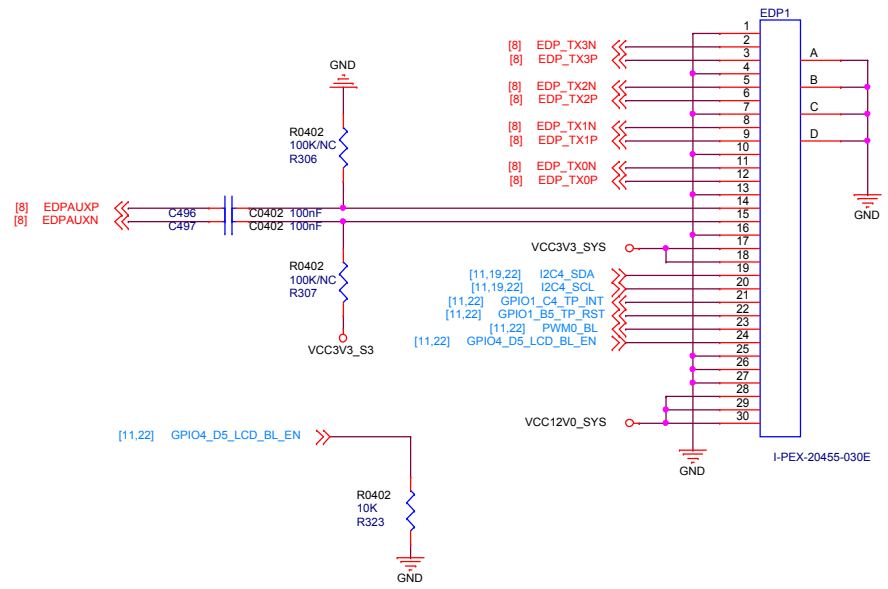 EDP1
1
[8] EDP_TX3N 2
[8] EDP_TX3P 3 A
4
[8] EDP_TX2N 5 B
[8] EDP_TX2P 6
7 C
[8] EDP_TX1N 8
[8] EDP_TX1P 9 D
10
[8] EDP_TX0N 11
[8] EDP_TX0P 12
13
GND
R0402
100K/NC
R306
[8] EDPAUXP C496 C0402 100nF 14
[8] EDPAUXN C497 C0402 100nF 15
GND
16
VCC3V3_SYS 17
18
R0402
100K/NC
R307
VCC3V3_S3
[11,19,22] I2C4_SDA 19
[11,19,22] I2C4_SCL 20
[11,22] GPIO1_C4_TP_INT 21
[11,22] GPIO1_B5_TP_RST 22
[11,22] PWM0_BL 23
[11,22] GPIO4_D5_LCD_BL_EN 24
25
26
27
28
29
VCC12V0_SYS 30
GND
I-PEX-20455-030E
[11,22] GPIO4_D5_LCD_BL_EN
R0402
10K
R323
GND